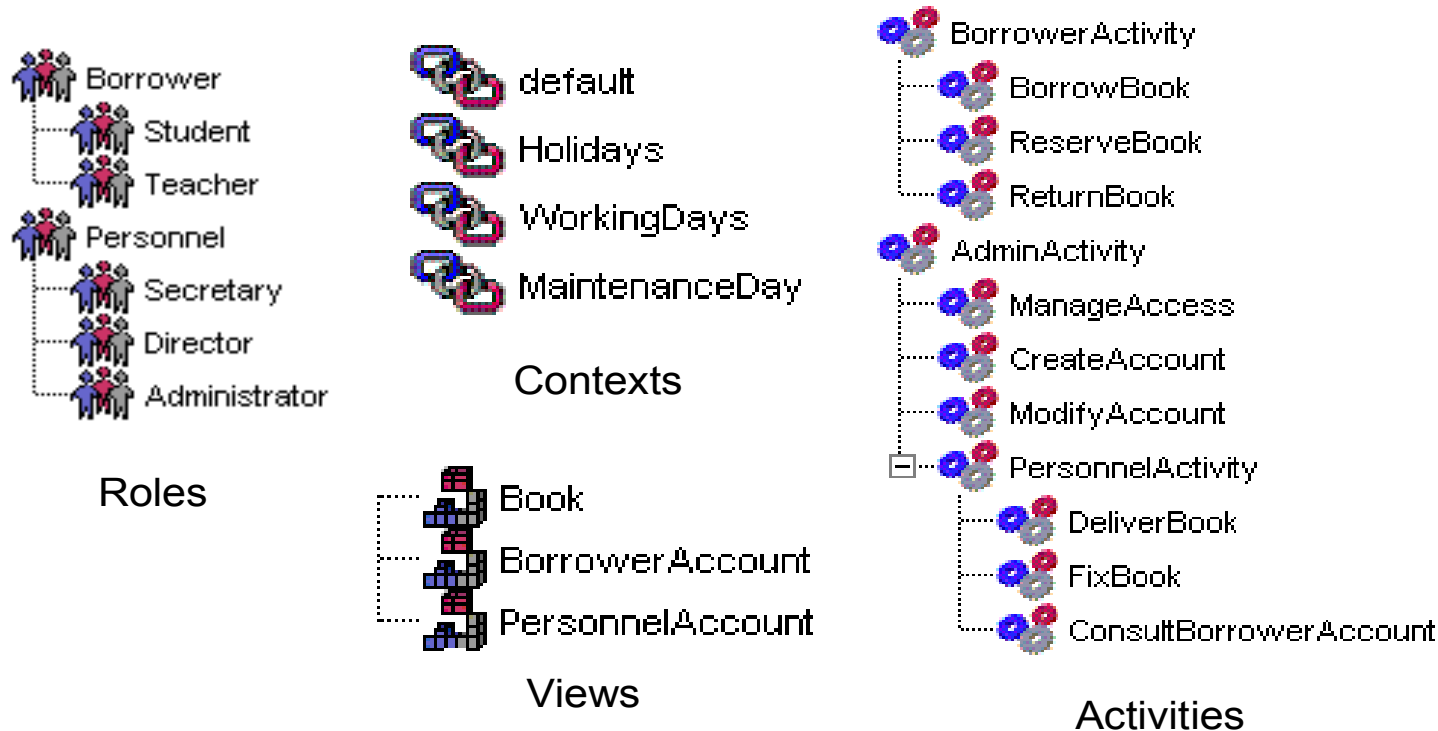 Borrower
Student
Teacher
Personnel
Secretary
Director
Administrator
Roles
default
Holidays
WorkingDays
MaintenanceDay
Contexts
Book
BorrowerAccount
PersonnelAccount
Views
BorrowerActivity
BorrowBook
ReserveBook
ReturnBook
AdminActivity
ManageAccess
CreateAccount
ModifyAccount
PersonnelActivity
DeliverBook
FixBook
ConsultBorrowerAccount
Activities